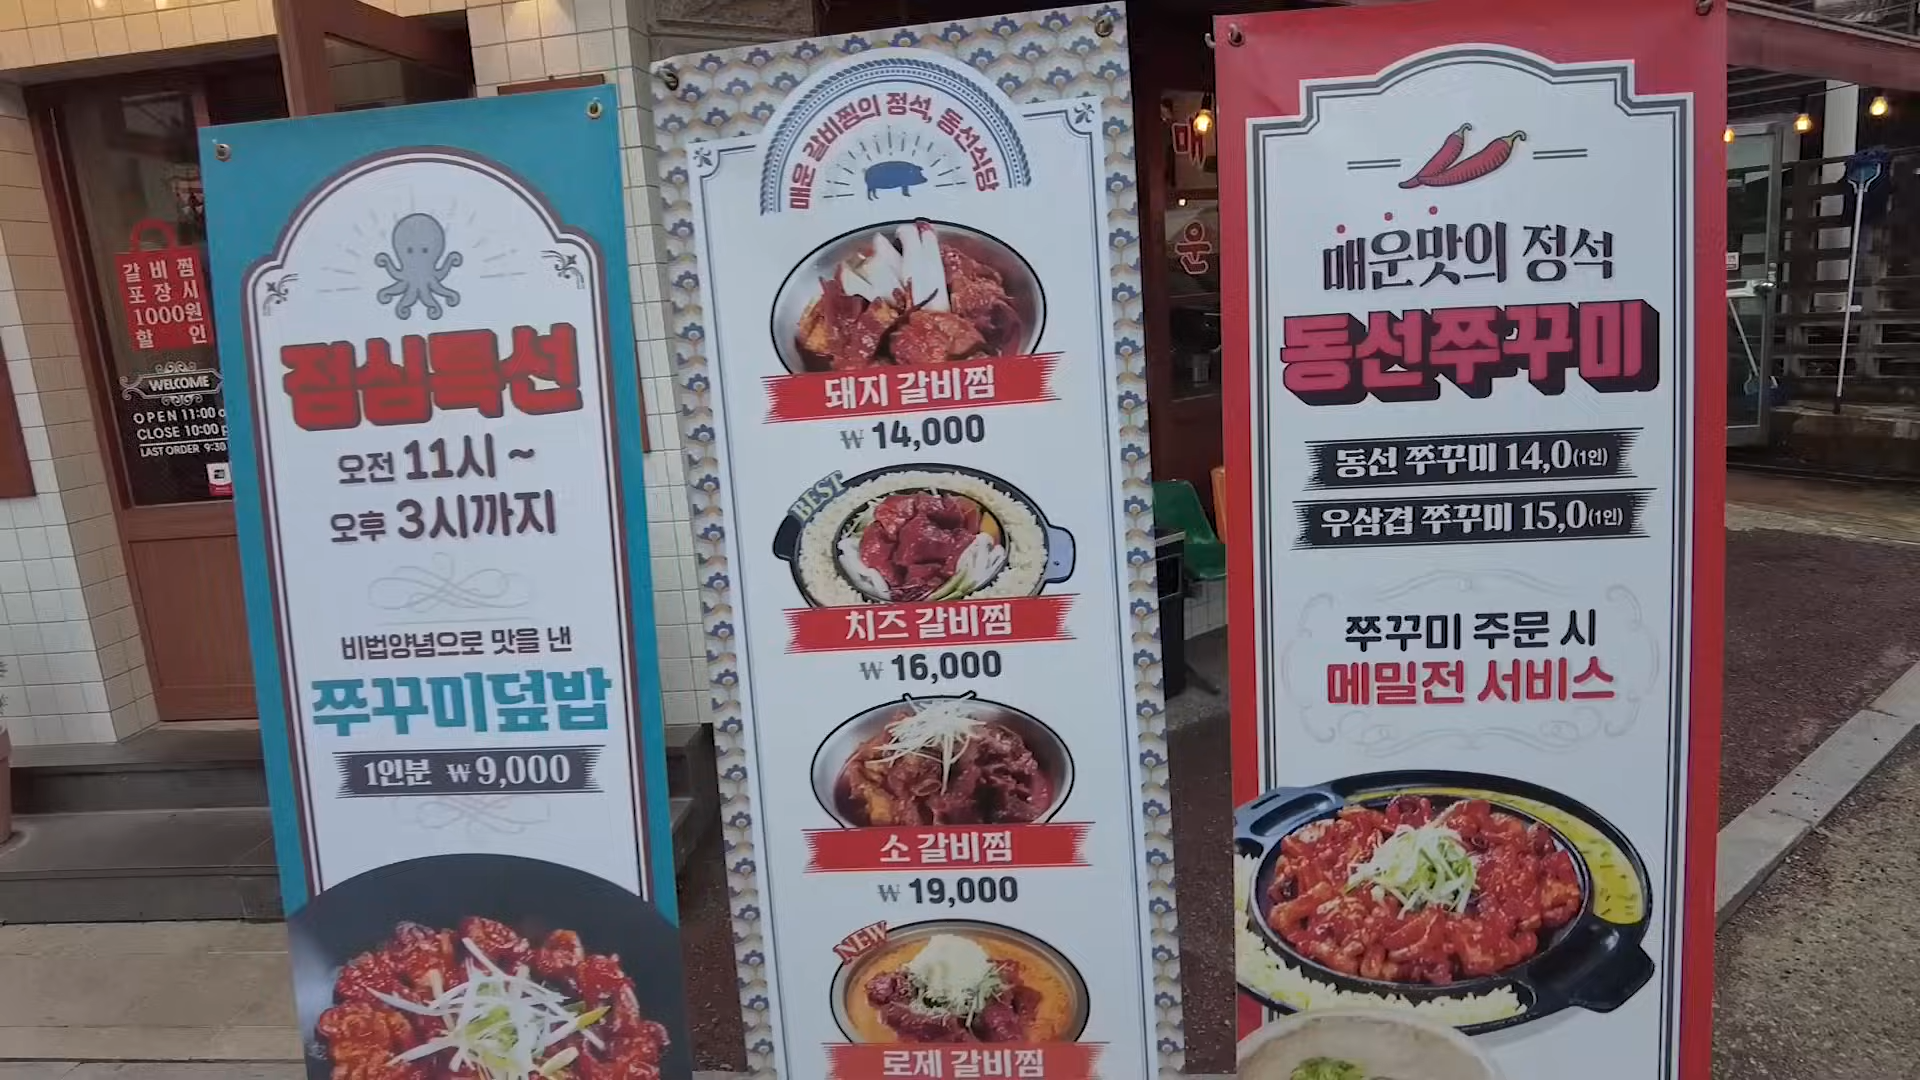 갈비찜
포장시
1000원
할인
WELCOME
OPEN 11:00
CLOSE 10:00
LAST ORDER 9:30
점심특선
오전 11시 ~
오후 3시까지
비법양념으로 맛을 낸
쭈꾸미덮밥
1인분 ₩9,000
매운 갈비찜의 정석, 동선식당
돼지 갈비찜
₩ 14,000
BEST
치즈 갈비찜
₩ 16,000
소 갈비찜
₩ 19,000
NEW
로제 갈비찜
매
운
매운맛의 정석
동선쭈꾸미
동선 쭈꾸미 14,0(1인)
우삼겹 쭈꾸미 15,0(1인)
쭈꾸미 주문 시
메밀전 서비스